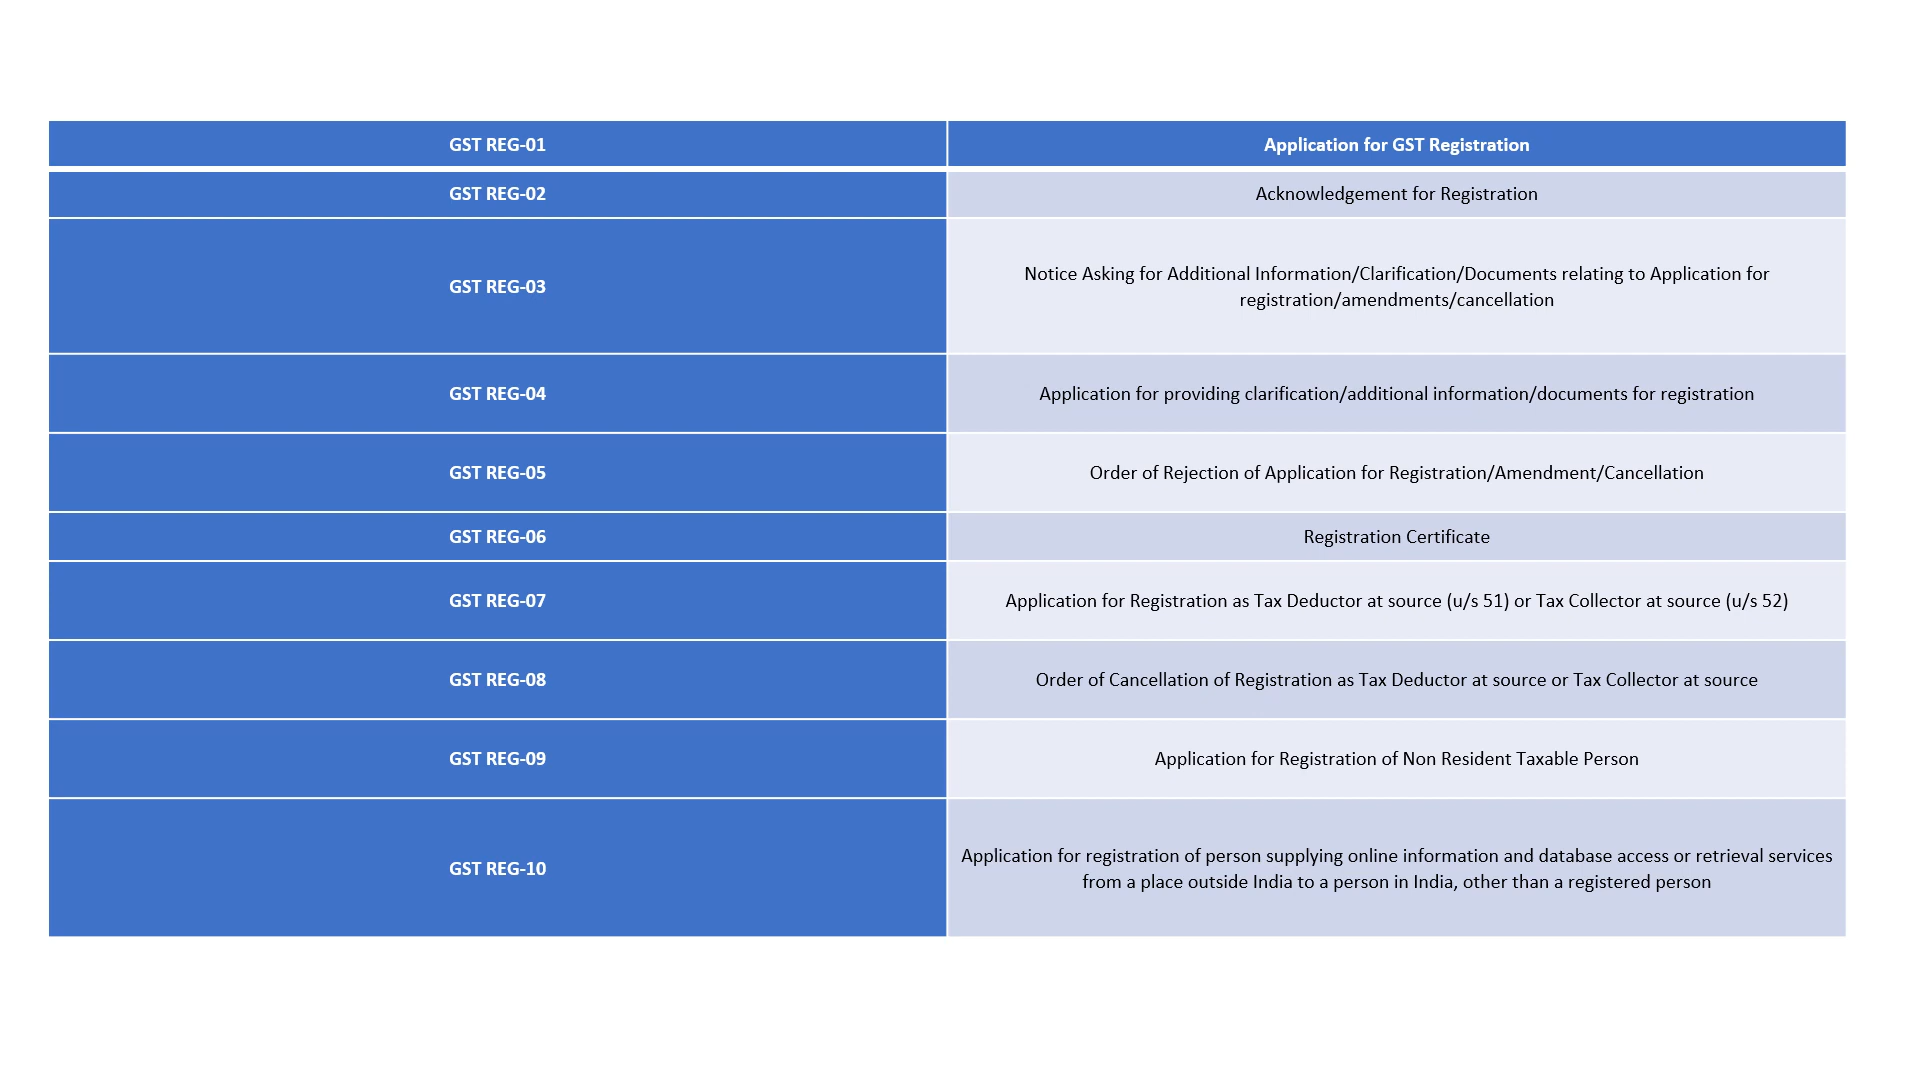 GST REG-01
Application for GST Registration
GST REG-02
Acknowledgement for Registration
GST REG-03
Notice Asking for Additional Information/Clarification/Documents relating to Application for
registration/amendments/cancellation
GST REG-04
Application for providing clarification/additional information/documents for registration
GST REG-05
Order of Rejection of Application for Registration/Amendment/Cancellation
GST REG-06
Registration Certificate
GST REG-07
Application for Registration as Tax Deductor at source (u/s 51) or Tax Collector at source (u/s 52)
GST REG-08
Order of Cancellation of Registration as Tax Deductor at source or Tax Collector at source
GST REG-09
Application for Registration of Non Resident Taxable Person
GST REG-10
Application for registration of person supplying online information and database access or retrieval services
from a place outside India to a person in India, other than a registered person